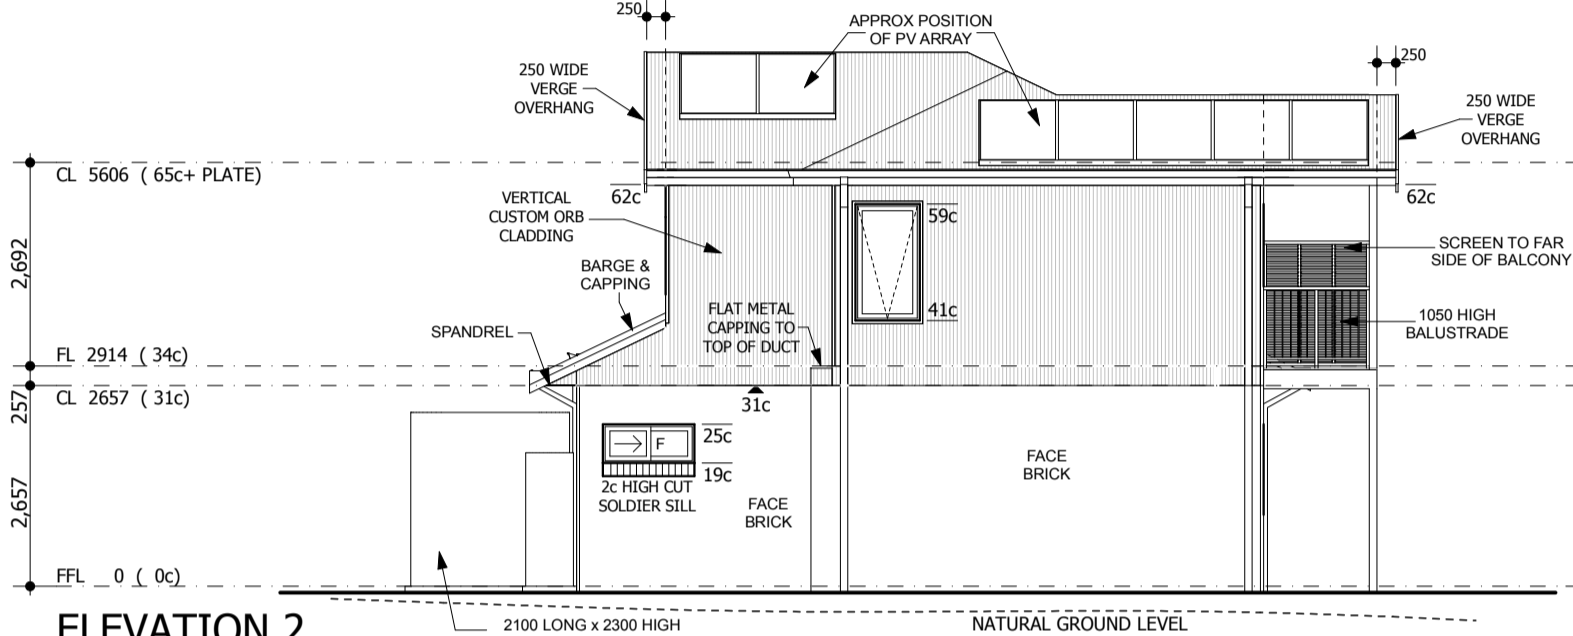 250
APPROX POSITION
OF PV ARRAY
250
250 WIDE
VERGE
OVERHANG
250 WIDE
VERGE
OVERHANG
CL 5606 ( 65c+ PLATE)
62c
62c
VERTICAL
CUSTOM ORB
CLADDING
59c
2,692
SCREEN TO FAR
SIDE OF BALCONY
BARGE &
CAPPING
FLAT METAL
CAPPING TO
TOP OF DUCT
41c
1050 HIGH
BALUSTRADE
SPANDREL
FL 2914 ( 34c)
257
CL 2657 ( 31c)
31c
F
25c
19c
2c HIGH CUT
SOLDIER SILL
FACE
BRICK
FACE
BRICK
2,657
FFL 0 ( 0c)
ELEVATION 2
2100 LONG x 2300 HIGH
NATURAL GROUND LEVEL